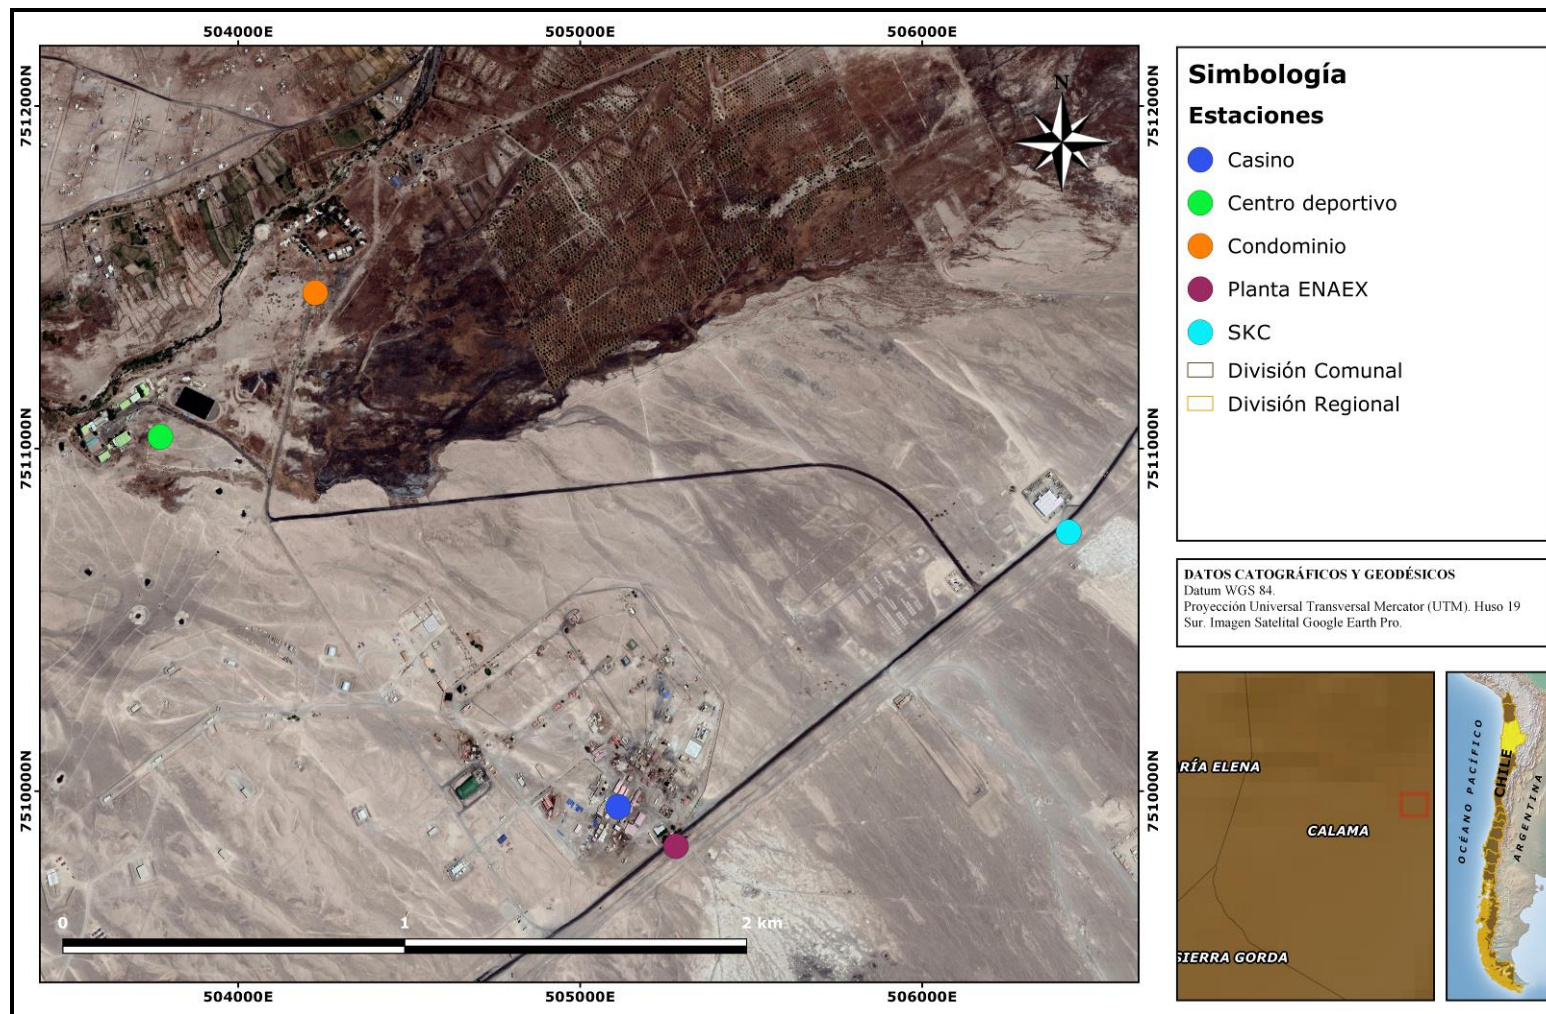 504000E
505000E
506000E
7512000N
7511000N
7510000N
N
7512000N
7511000N
7510000N
0
1
2 km
504000E
505000E
506000E
Simbología
Estaciones
Casino
Centro deportivo
Condominio
Planta ENAEX
SKC
División Comunal
División Regional
DATOS CATOGRÁFICOS Y GEODÉSICOS
Datum WGS 84.
Proyección Universal Transversal Mercator (UTM). Huso 19
Sur. Imagen Satelital Google Earth Pro.
RÍA ELENA
CALAMA
SIERRA GORDA
OCÉANO PACÍFICO
CHILE
ARGENTINA